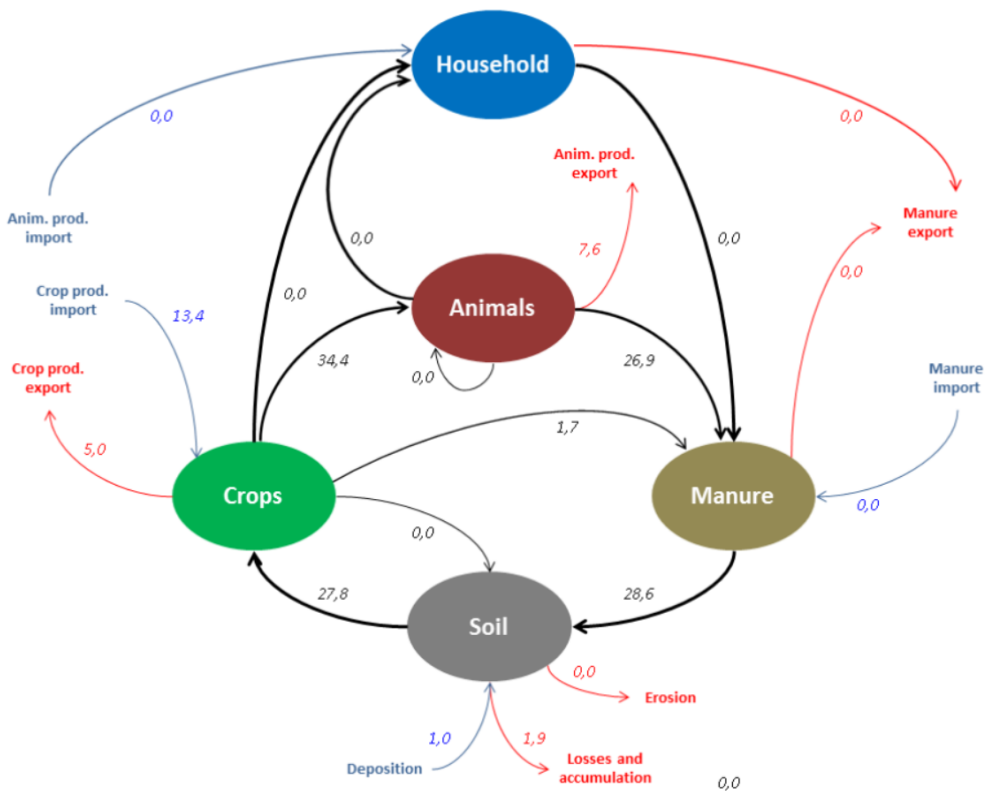 Household
0,0
0,0
Anim. prod.
export
Anim. prod.
import
Manure
export
0,0
0,0
7,6
0,0
Crop prod.
import
0,0
Animals
13,4
34,4
26,9
Crop prod.
export
0,0
Manure
import
1,7
5,0
Crops
Manure
0,0
0,0
27,8
28,6
Soil
0,0
Erosion
1,0
1,9
Deposition
Losses and
accumulation
0,0